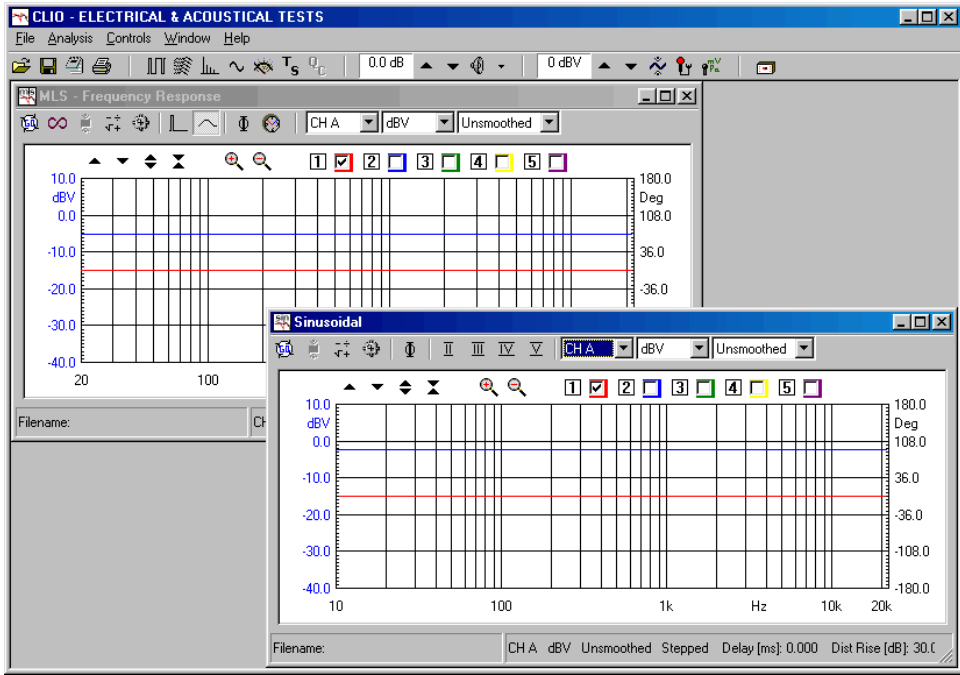 CLIO - ELECTRICAL & ACOUSTICAL TESTS
File Analysis Controls Window Help
TS QC 0.0 dB 0 dBV
MLS - Frequency Response
CH A dBV Unsmoothed
1 2 3 4 5
10.0 180.0
dBV Deg
0.0 108.0
-10.0 36.0
-20.0 -36.0
-30.0
-40.0
20 100
Filename:
Sinusoidal
II III IV V CH A dBV Unsmoothed
1 2 3 4 5
10.0 180.0
dBV Deg
0.0 108.0
-10.0 36.0
-20.0 -36.0
-30.0 -108.0
-40.0 -180.0
10 100 1k Hz 10k 20k
Filename: CH A dBV Unsmoothed Stepped Delay [ms]: 0.000 Dist Rise [dB]: